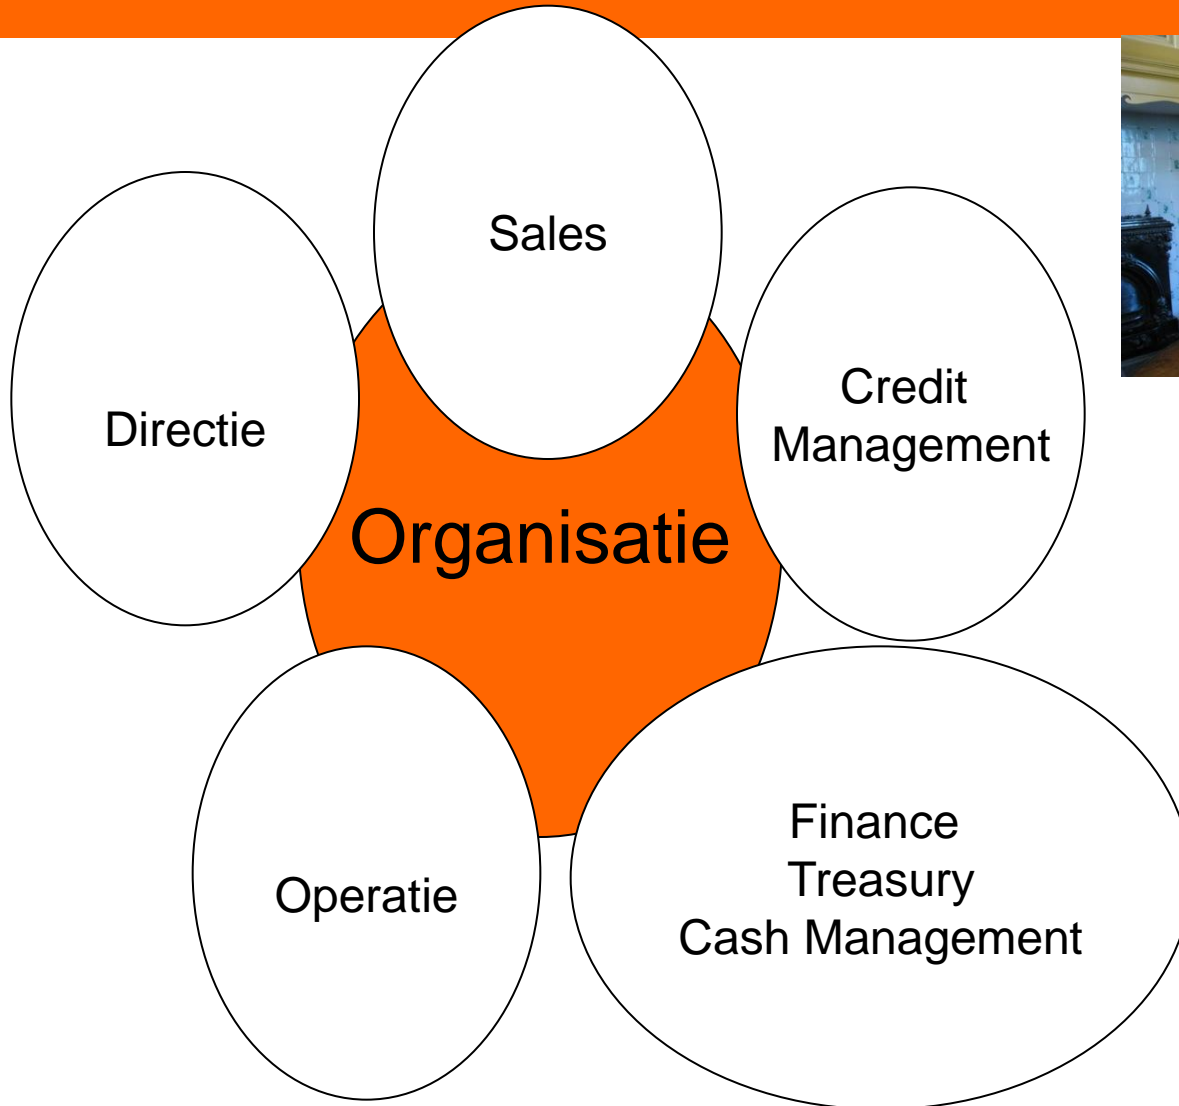 Sales
Directie
Credit
Management
Organisatie
Operatie
Finance
Treasury
Cash Management